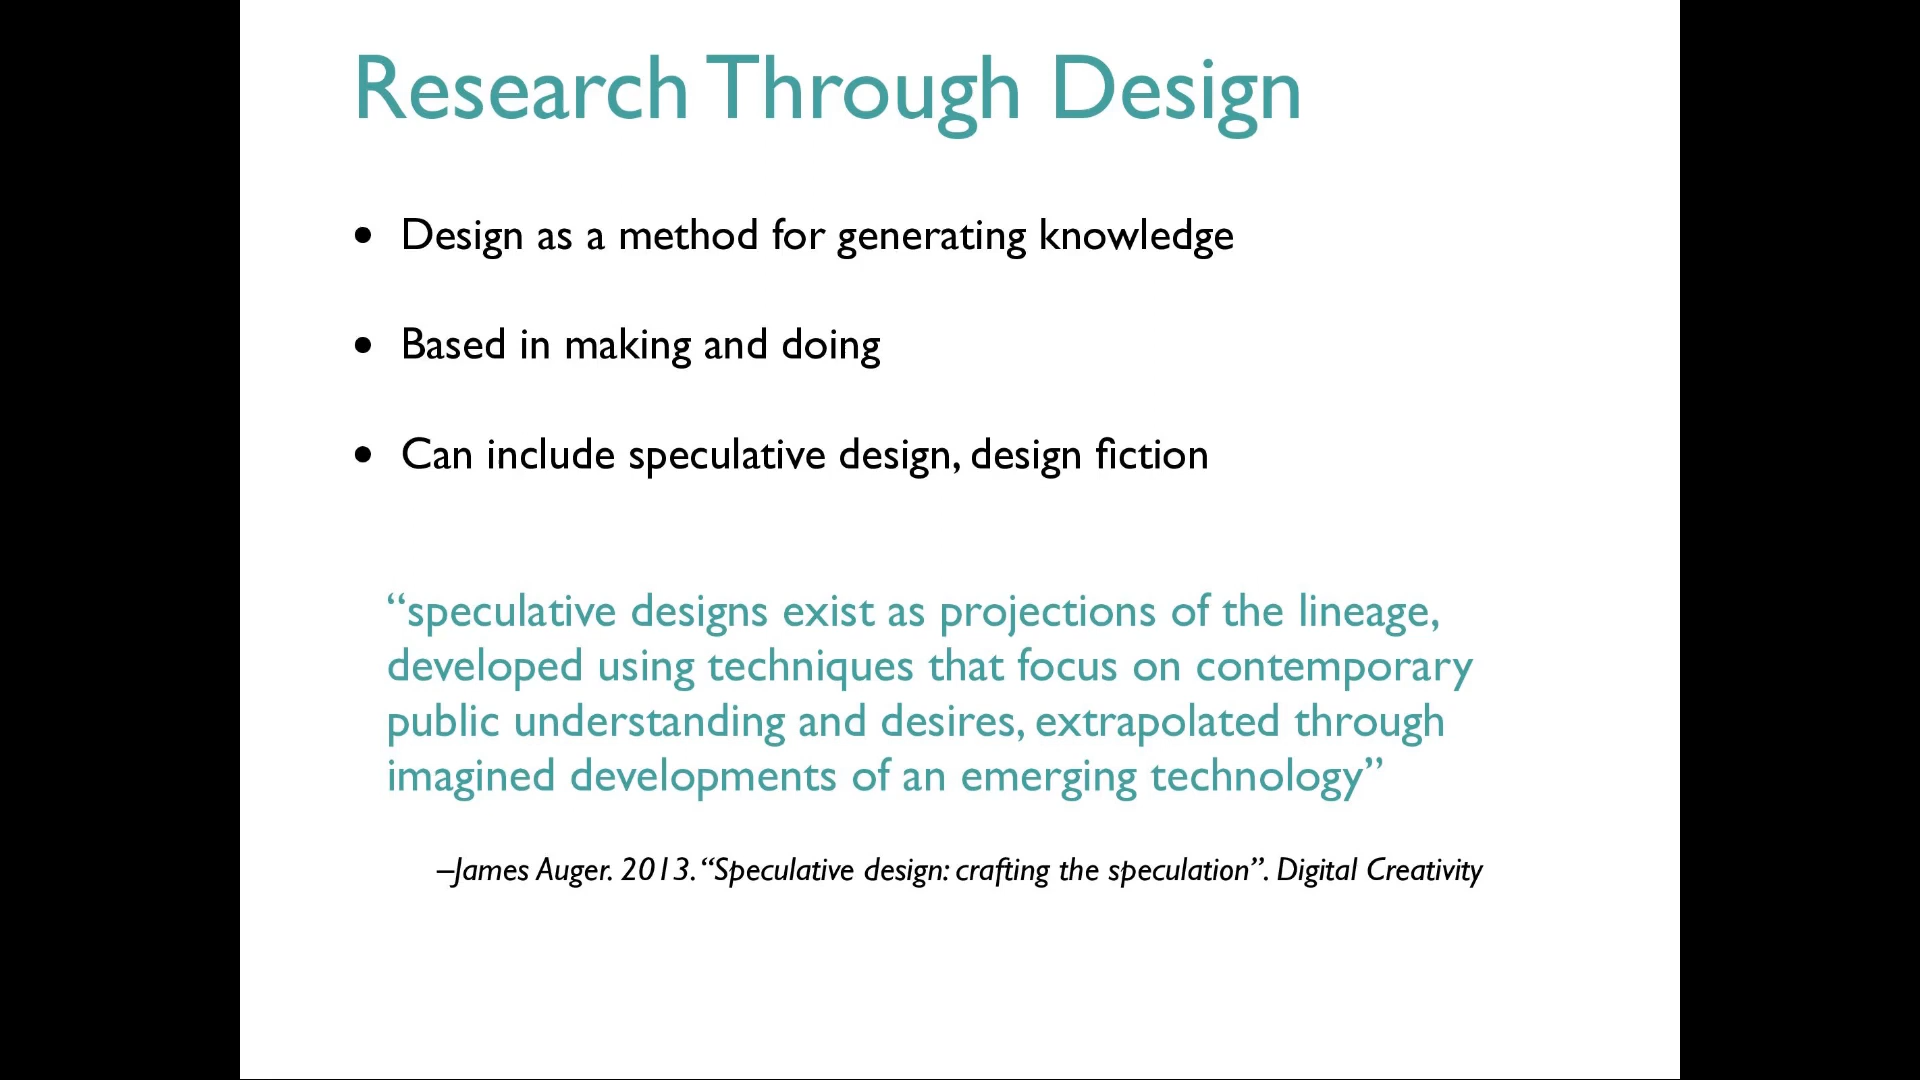 Research Through Design
• Design as a method for generating knowledge
• Based in making and doing
• Can include speculative design, design fiction
“speculative designs exist as projections of the lineage,
developed using techniques that focus on contemporary
public understanding and desires, extrapolated through
imagined developments of an emerging technology”
–James Auger. 2013. “Speculative design: crafting the speculation”. Digital Creativity